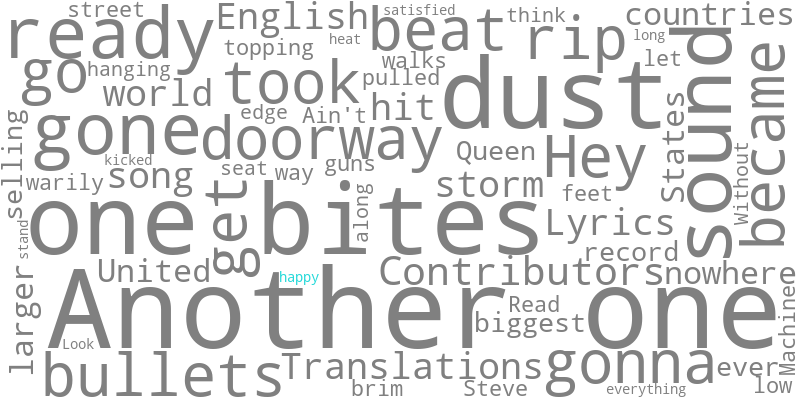 street English satisfied think countries
ready topping heat beat rip long
go hanging walks let
world took pulled dust sound became
edge Ain't hit
gone doorway Queen Hey States Without
selling warily kicked song seat way guns storm feet
stand one get bites along Lyrics record
larger United happy Contributors nowhere
Another Read one Machinee
Look biggest
bullets Translations gonna ever
brim Steve everything low